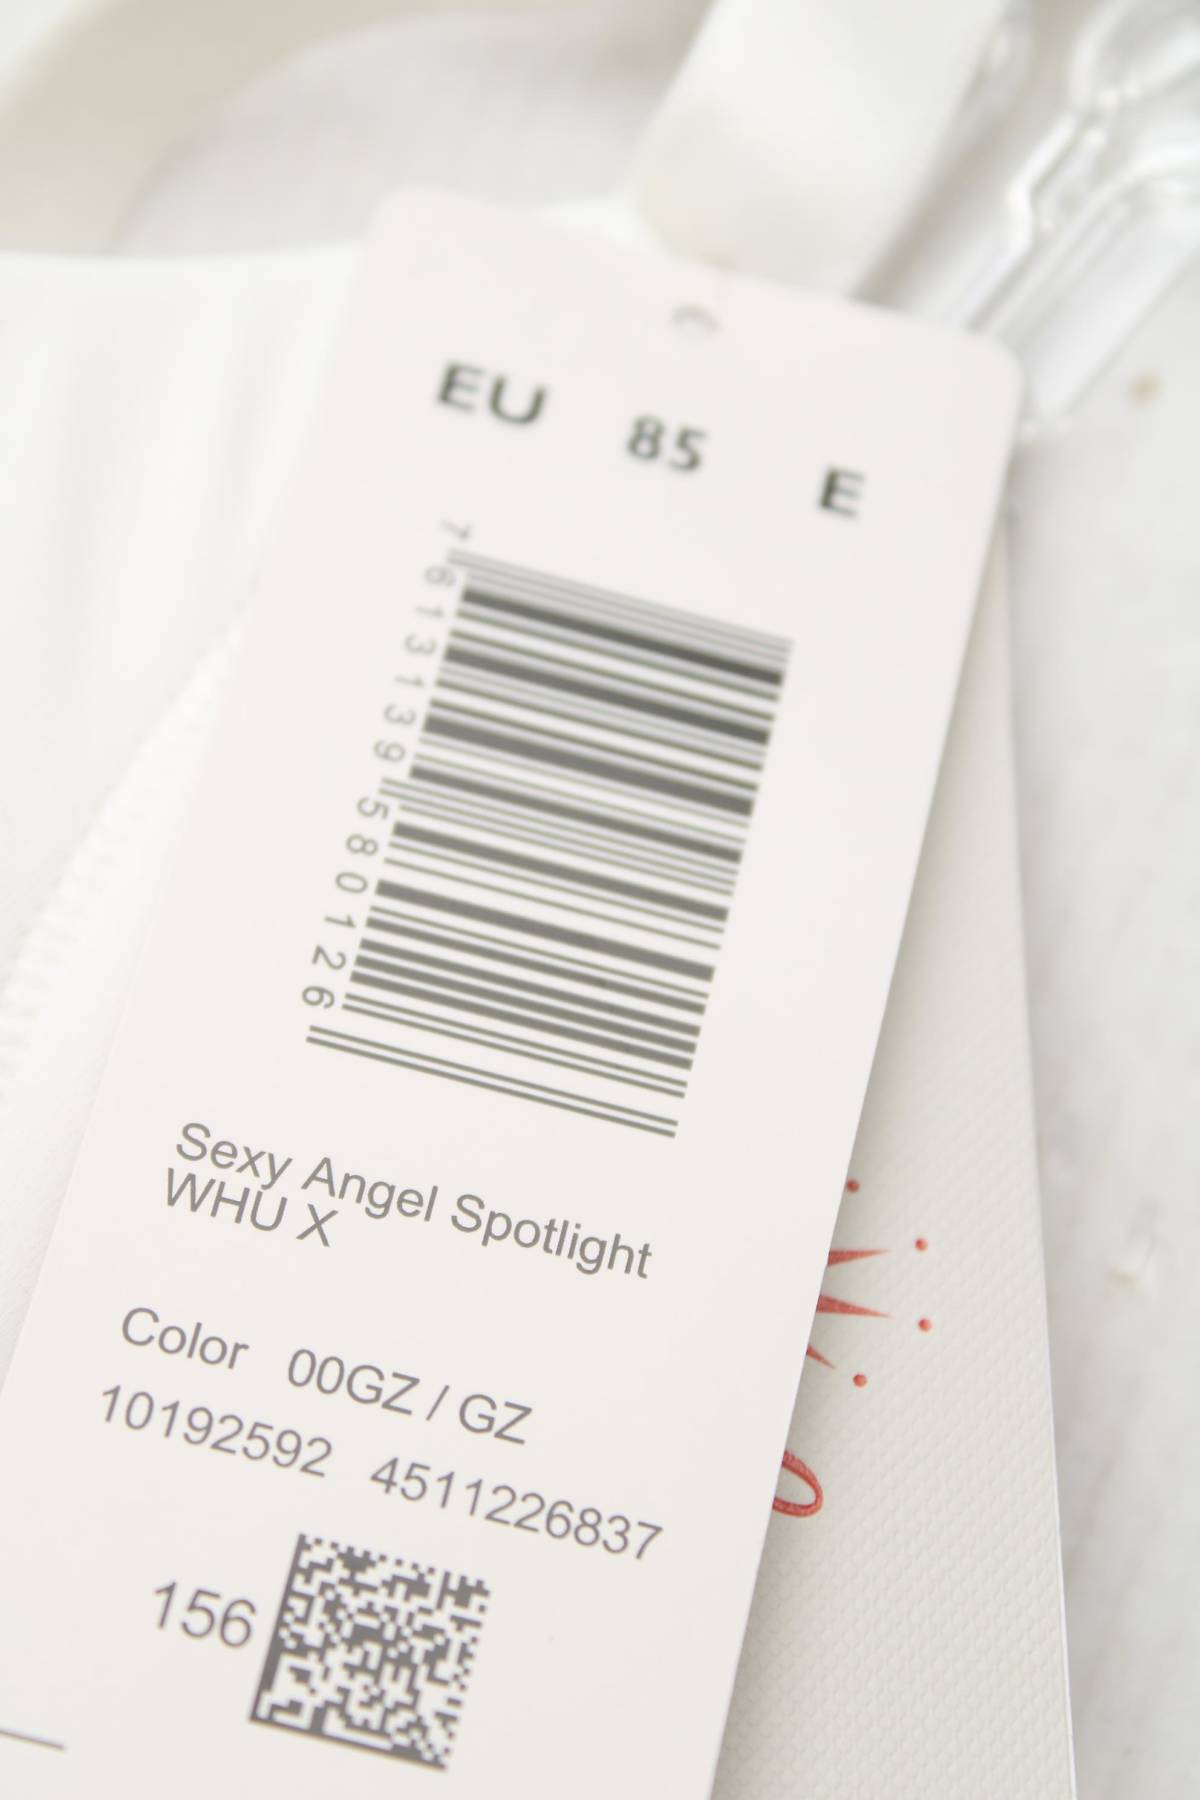 EU 85 E
7613139580126
Sexy Angel Spotlight
WHU X
Color 00GZ / GZ
10192592 4511226837
156